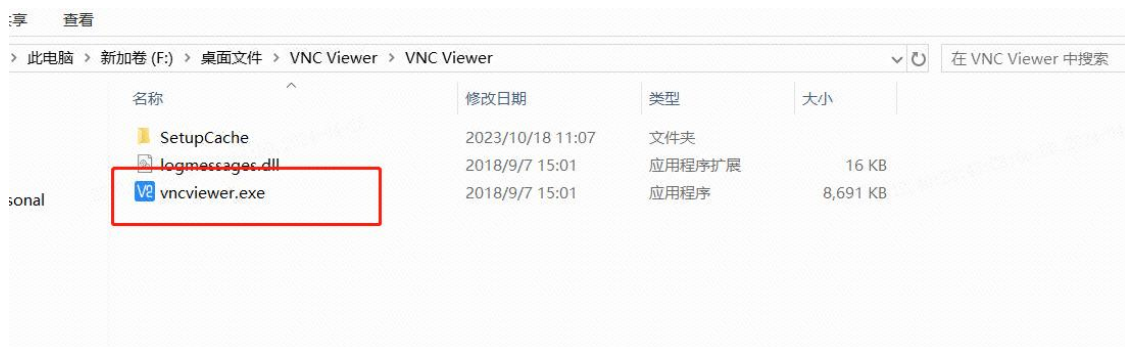 享 查看
› 此电脑 › 新加卷 (F:) › 桌面文件 › VNC Viewer › VNC Viewer 在 VNC Viewer 中搜索
名称 修改日期 类型 大小
SetupCache 2023/10/18 11:07 文件夹
logmessages.dll 2018/9/7 15:01 应用程序扩展 16 KB
vncviewer.exe 2018/9/7 15:01 应用程序 8,691 KB
sonal